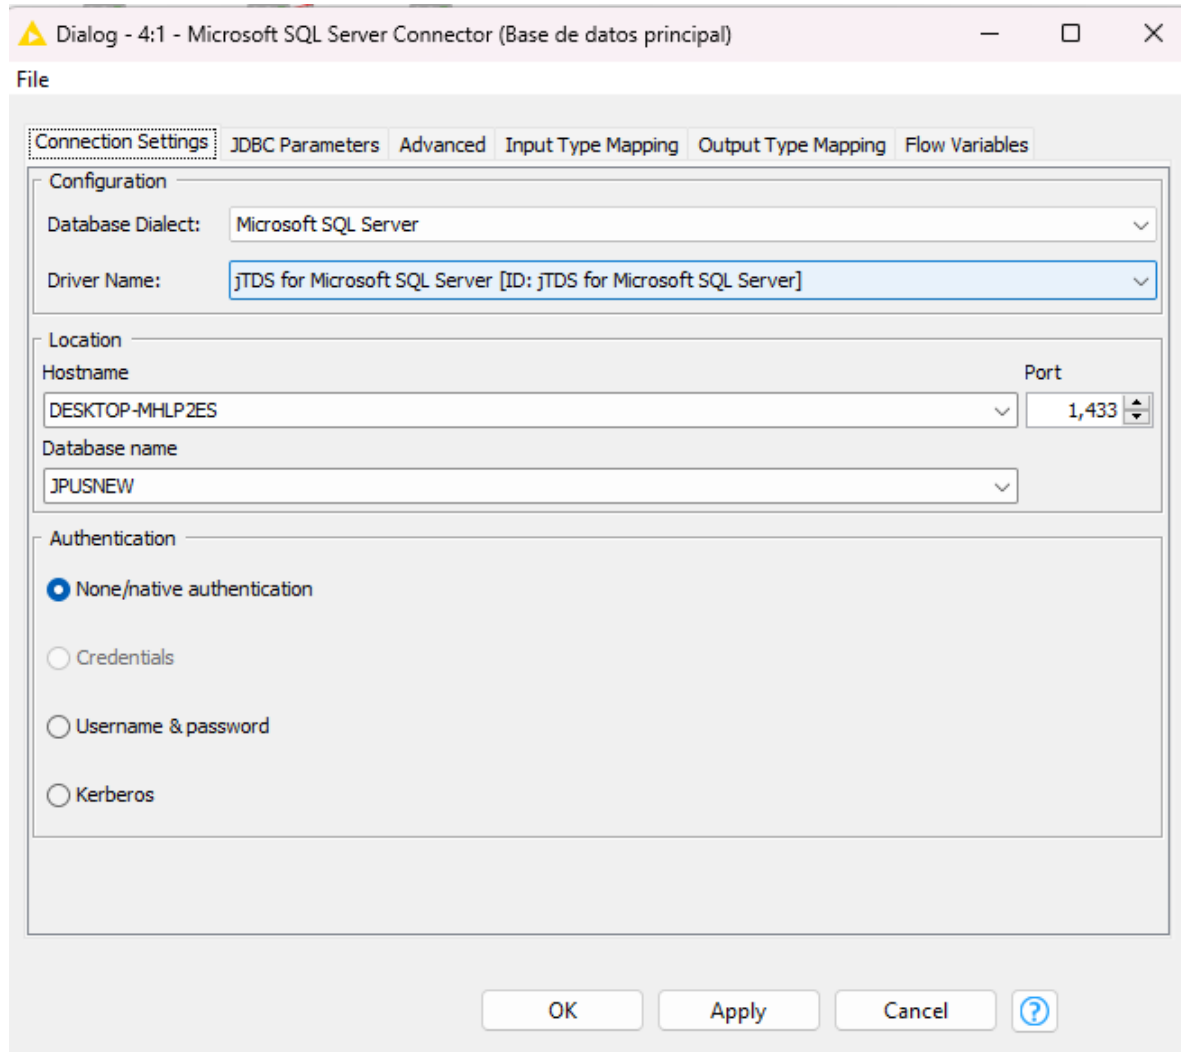 Dialog - 4:1 - Microsoft SQL Server Connector (Base de datos principal)
File
Connection Settings JDBC Parameters Advanced Input Type Mapping Output Type Mapping Flow Variables
Configuration
Database Dialect: Microsoft SQL Server
Driver Name: jTDS for Microsoft SQL Server [ID: jTDS for Microsoft SQL Server]
Location
Hostname Port
DESKTOP-MHLP2ES 1,433
Database name
JPUSNEW
Authentication
None/native authentication
Credentials
Username & password
Kerberos
OK Apply Cancel ?